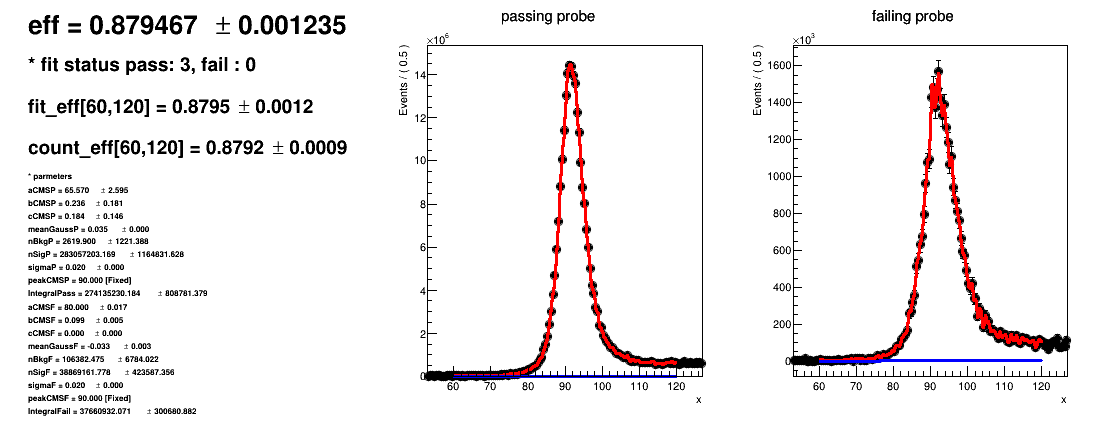 eff = 0.879467 ± 0.001235
* fit status pass: 3, fail : 0
fit_eff[60,120] = 0.8795 ± 0.0012
count_eff[60,120] = 0.8792 ± 0.0009
* parmeters
aCMSP = 65.570 ± 2.595
bCMSP = 0.236 ± 0.181
cCMSP = 0.184 ± 0.146
meanGaussP = 0.035 ± 0.000
nBkgP = 2619.900 ± 1221.388
nSigP = 283057203.169 ± 1164831.628
sigmaP = 0.020 ± 0.000
peakCMSP = 90.000 [Fixed]
IntegralPass = 274135230.184 ± 808781.379
aCMSF = 80.000 ± 0.017
bCMSF = 0.099 ± 0.005
cCMSF = 0.000 ± 0.000
meanGaussF = -0.033 ± 0.003
nBkgF = 106382.475 ± 6784.022
nSigF = 38869161.778 ± 423587.356
sigmaF = 0.020 ± 0.000
peakCMSF = 90.000 [Fixed]
IntegralFail = 37660932.071 ± 300680.882
passing probe
×10⁶
Events / ( 0.5 )
14
12
10
8
6
4
2
0
60 70 80 90 100 110 120
x
failing probe
×10³
Events / ( 0.5 )
1600
1400
1200
1000
800
600
400
200
0
60 70 80 90 100 110 120
x